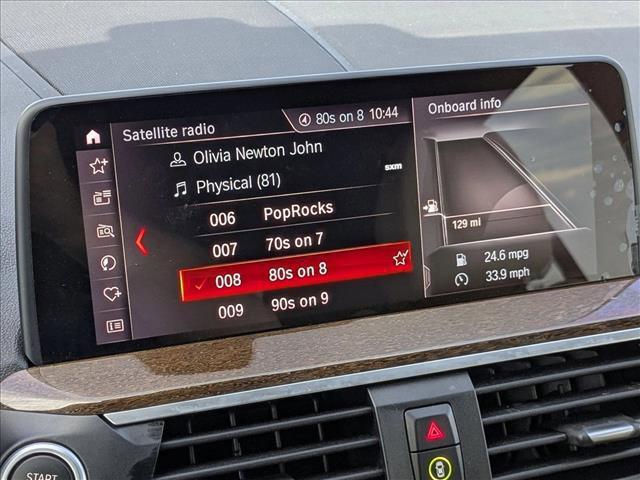 Satellite radio
80s on 8 10:44
Onboard info
Olivia Newton John
sxm
Physical (81)
006 PopRocks
007 70s on 7
008 80s on 8
009 90s on 9
129 mi
24.6 mpg
33.9 mph
START